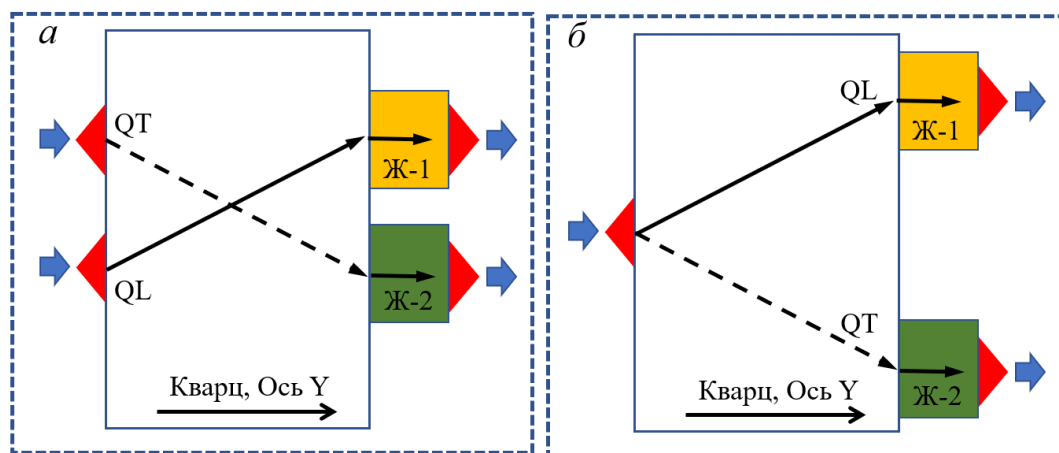 а
QT
QL
Ж-1
Ж-2
Кварц, Ось Y
б
QL
Ж-1
QT
Ж-2
Кварц, Ось Y